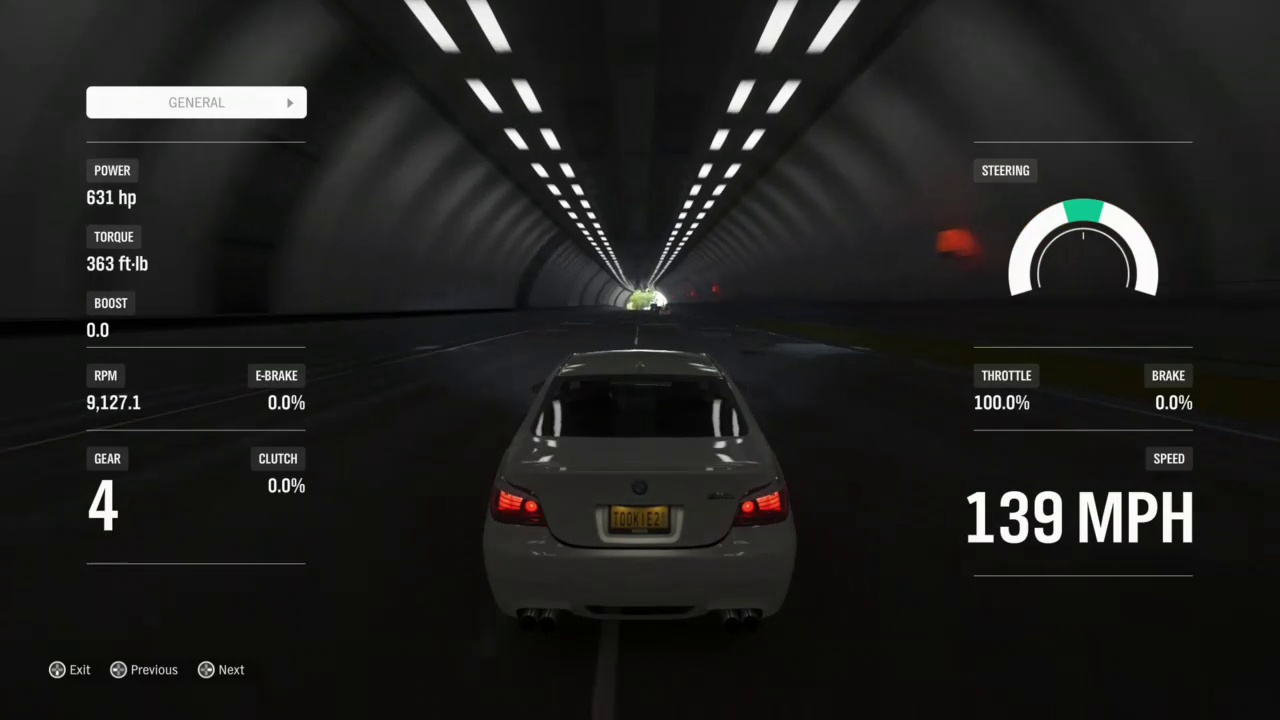 GENERAL
POWER
631 hp
TORQUE
363 ft·lb
BOOST
0.0
RPM
E-BRAKE
9,127.1
0.0%
GEAR
CLUTCH
4
0.0%
STEERING
THROTTLE
BRAKE
100.0%
0.0%
SPEED
139 MPH
TOOKIE2
Exit
Previous
Next